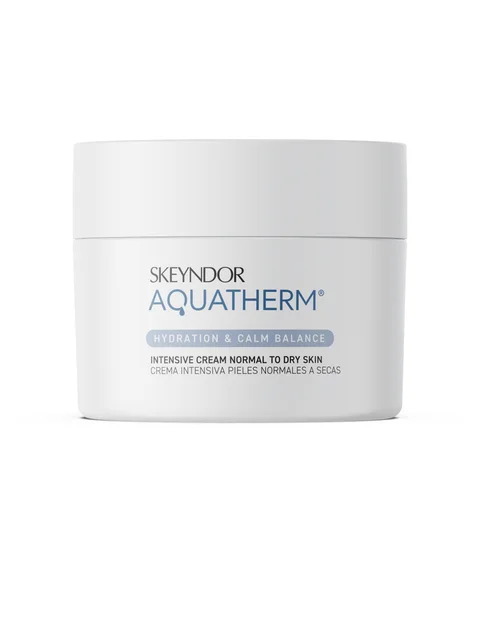 SKEYNDOR
AQUATHERM®
HYDRATION & CALM BALANCE
INTENSIVE CREAM NORMAL TO DRY SKIN
CREMA INTENSIVA PIELES NORMALES A SECAS